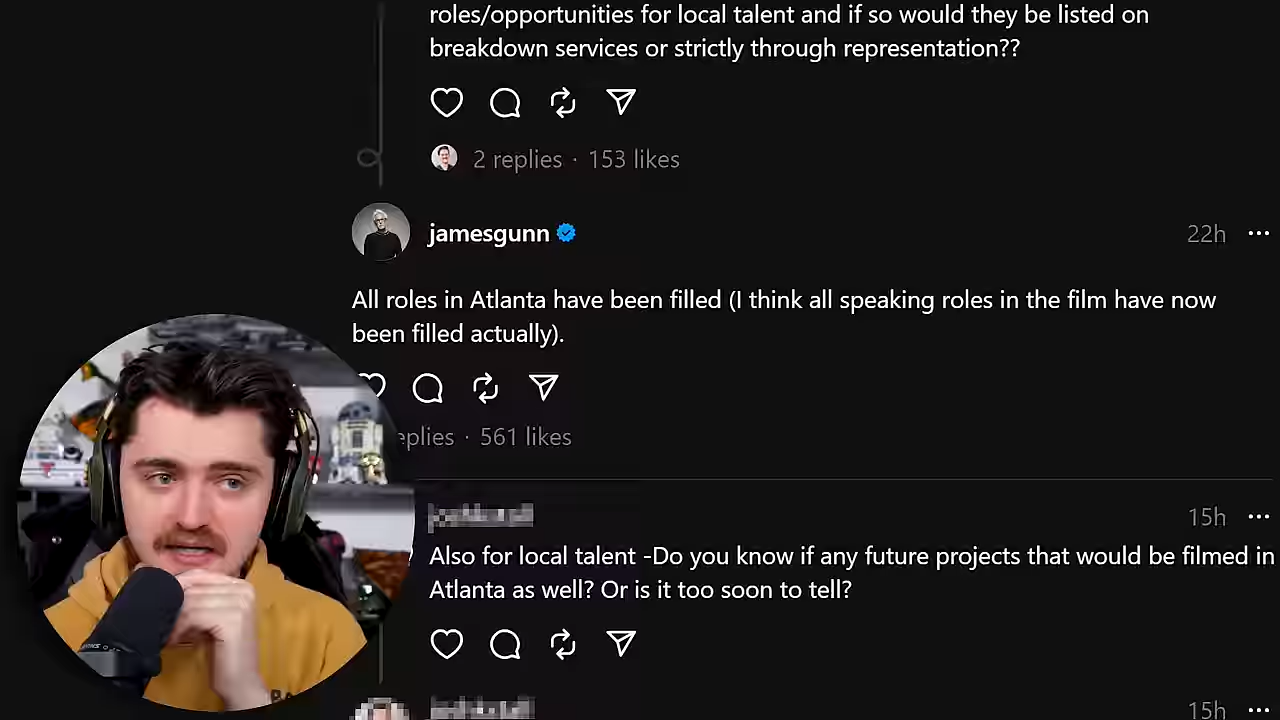 roles/opportunities for local talent and if so would they be listed on
breakdown services or strictly through representation??
2 replies · 153 likes
jamesgunn
22h
All roles in Atlanta have been filled (I think all speaking roles in the film have now
been filled actually).
eplies · 561 likes
15h
Also for local talent -Do you know if any future projects that would be filmed in
Atlanta as well? Or is it too soon to tell?
15h